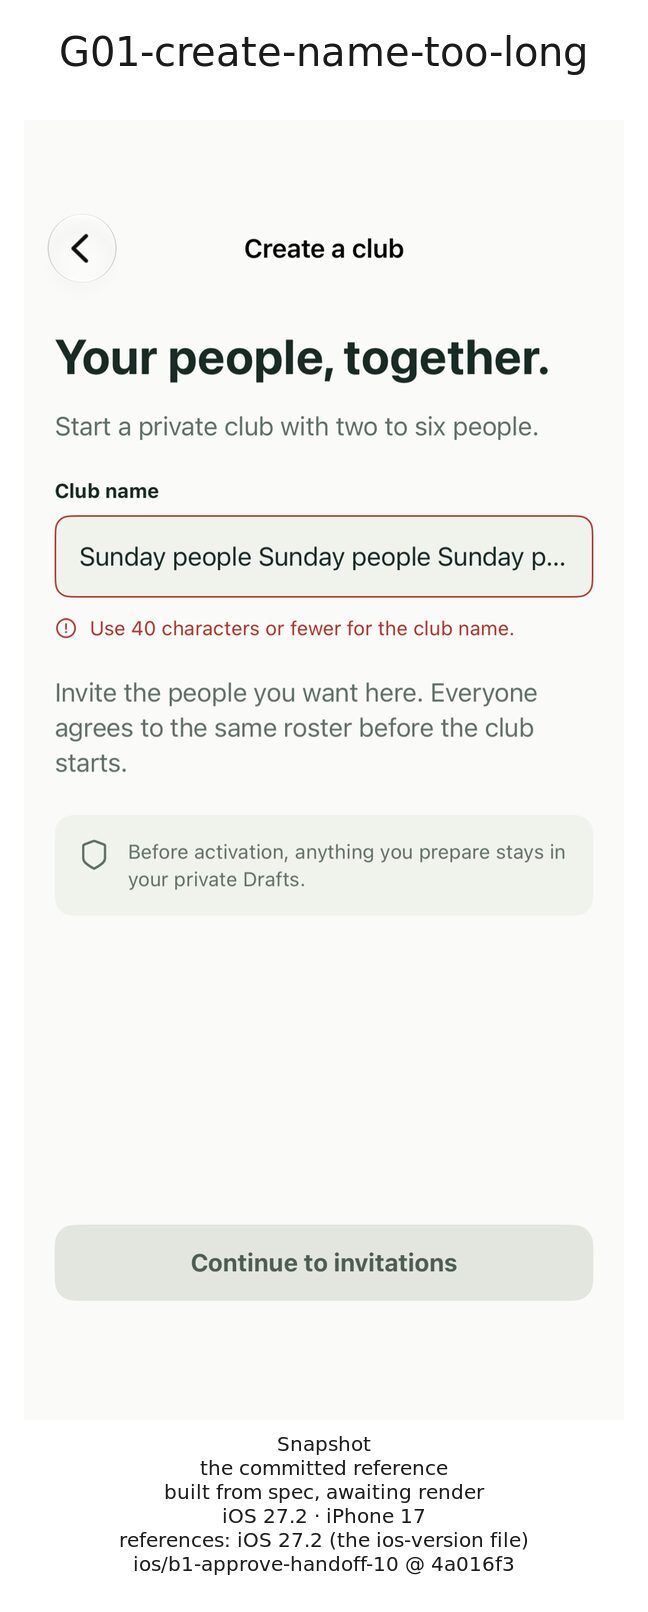 G01-create-name-too-long
Create a club
Your people, together.
Start a private club with two to six people.
Club name
Sunday people Sunday people Sunday p...
Use 40 characters or fewer for the club name.
Invite the people you want here. Everyone
agrees to the same roster before the club
starts.
Before activation, anything you prepare stays in
your private Drafts.
Continue to invitations
Snapshot
the committed reference
built from spec, awaiting render
iOS 27.2 · iPhone 17
references: iOS 27.2 (the ios-version file)
ios/b1-approve-handoff-10 @ 4a016f3